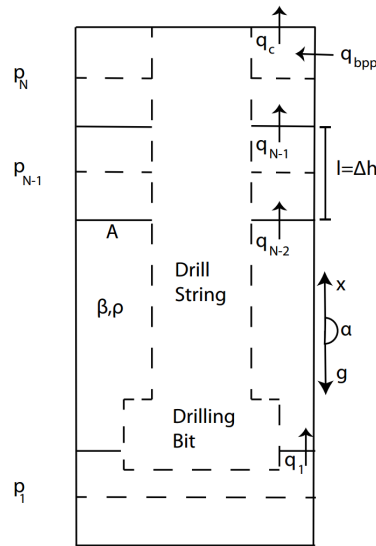 q_c
q_bpp
p_N
q_N-1
p_N-1
l=Δh
A
q_N-2
Drill
String
x
β,ρ
α
g
Drilling
Bit
q_1
p_1